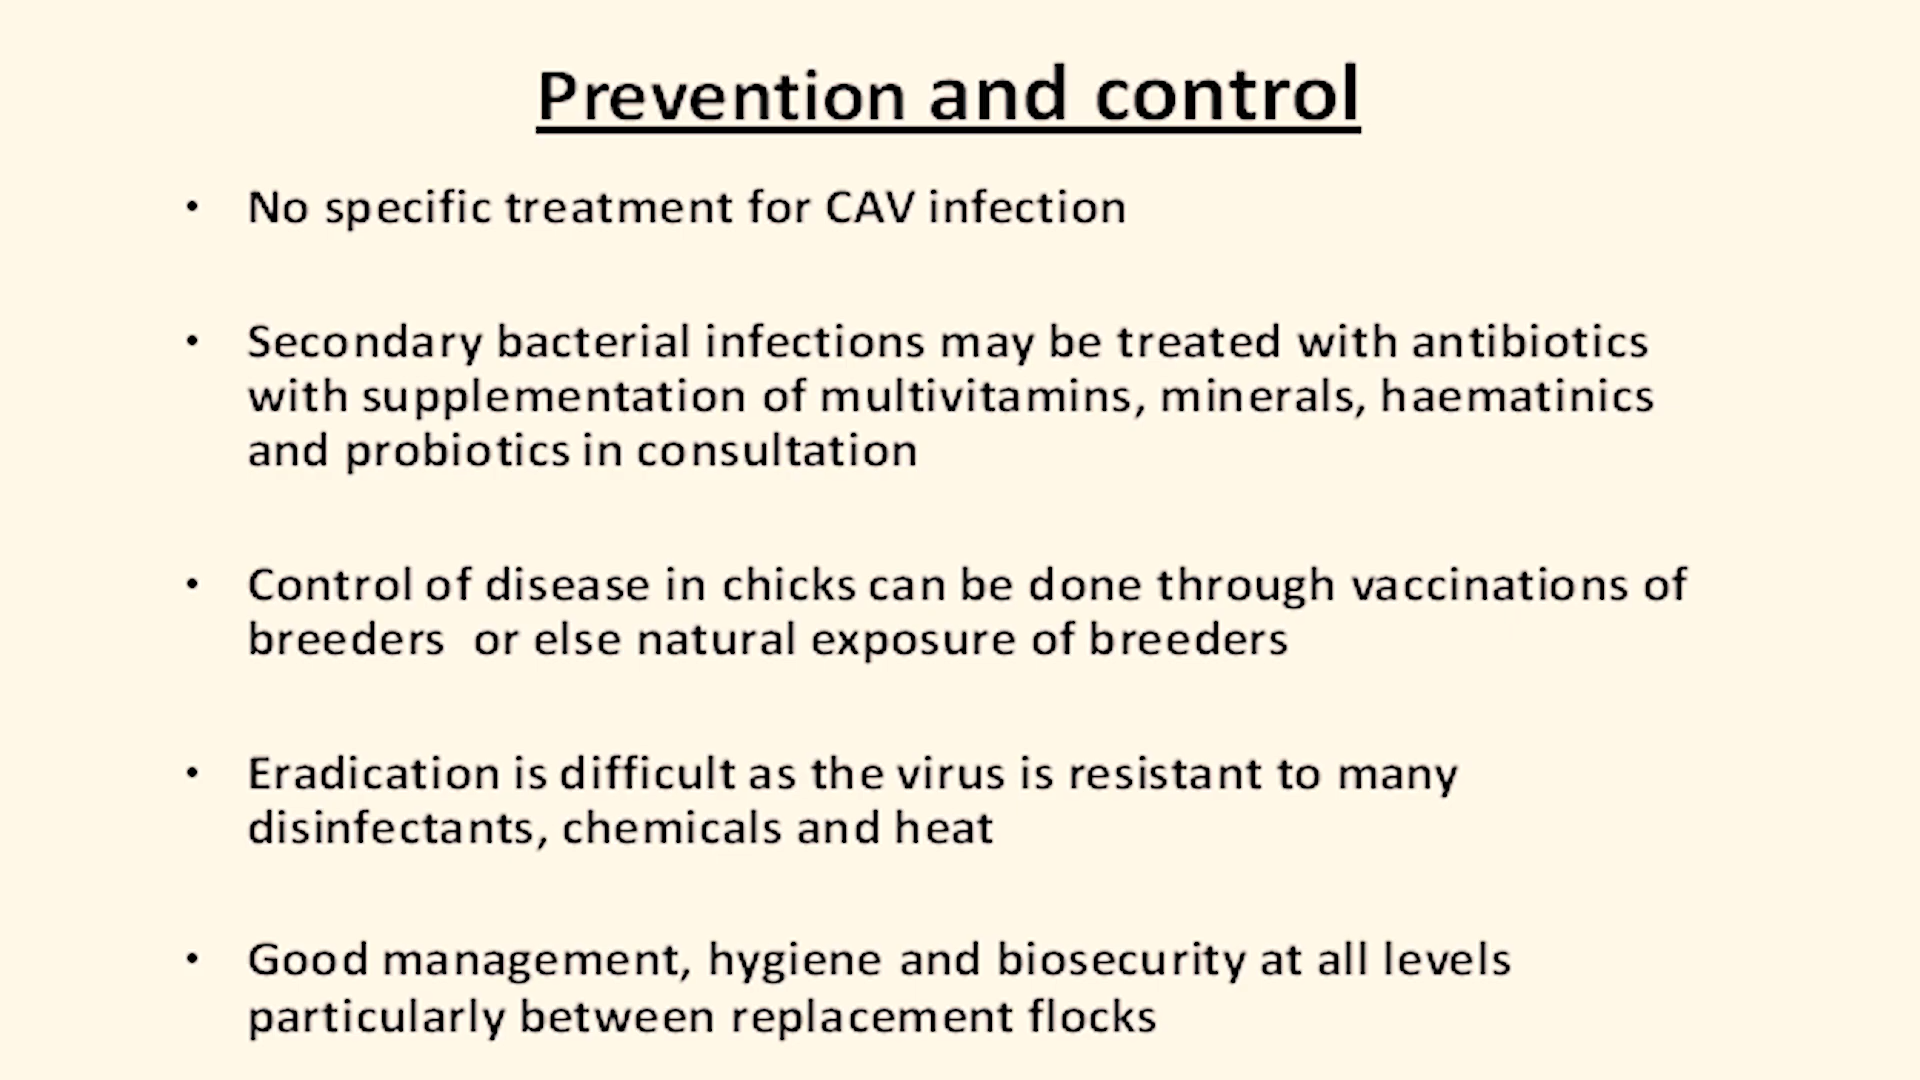 Prevention and control
• No specific treatment for CAV infection
• Secondary bacterial infections may be treated with antibiotics
with supplementation of multivitamins, minerals, haematinics
and probiotics in consultation
• Control of disease in chicks can be done through vaccinations of
breeders or else natural exposure of breeders
• Eradication is difficult as the virus is resistant to many
disinfectants, chemicals and heat
• Good management, hygiene and biosecurity at all levels
particularly between replacement flocks